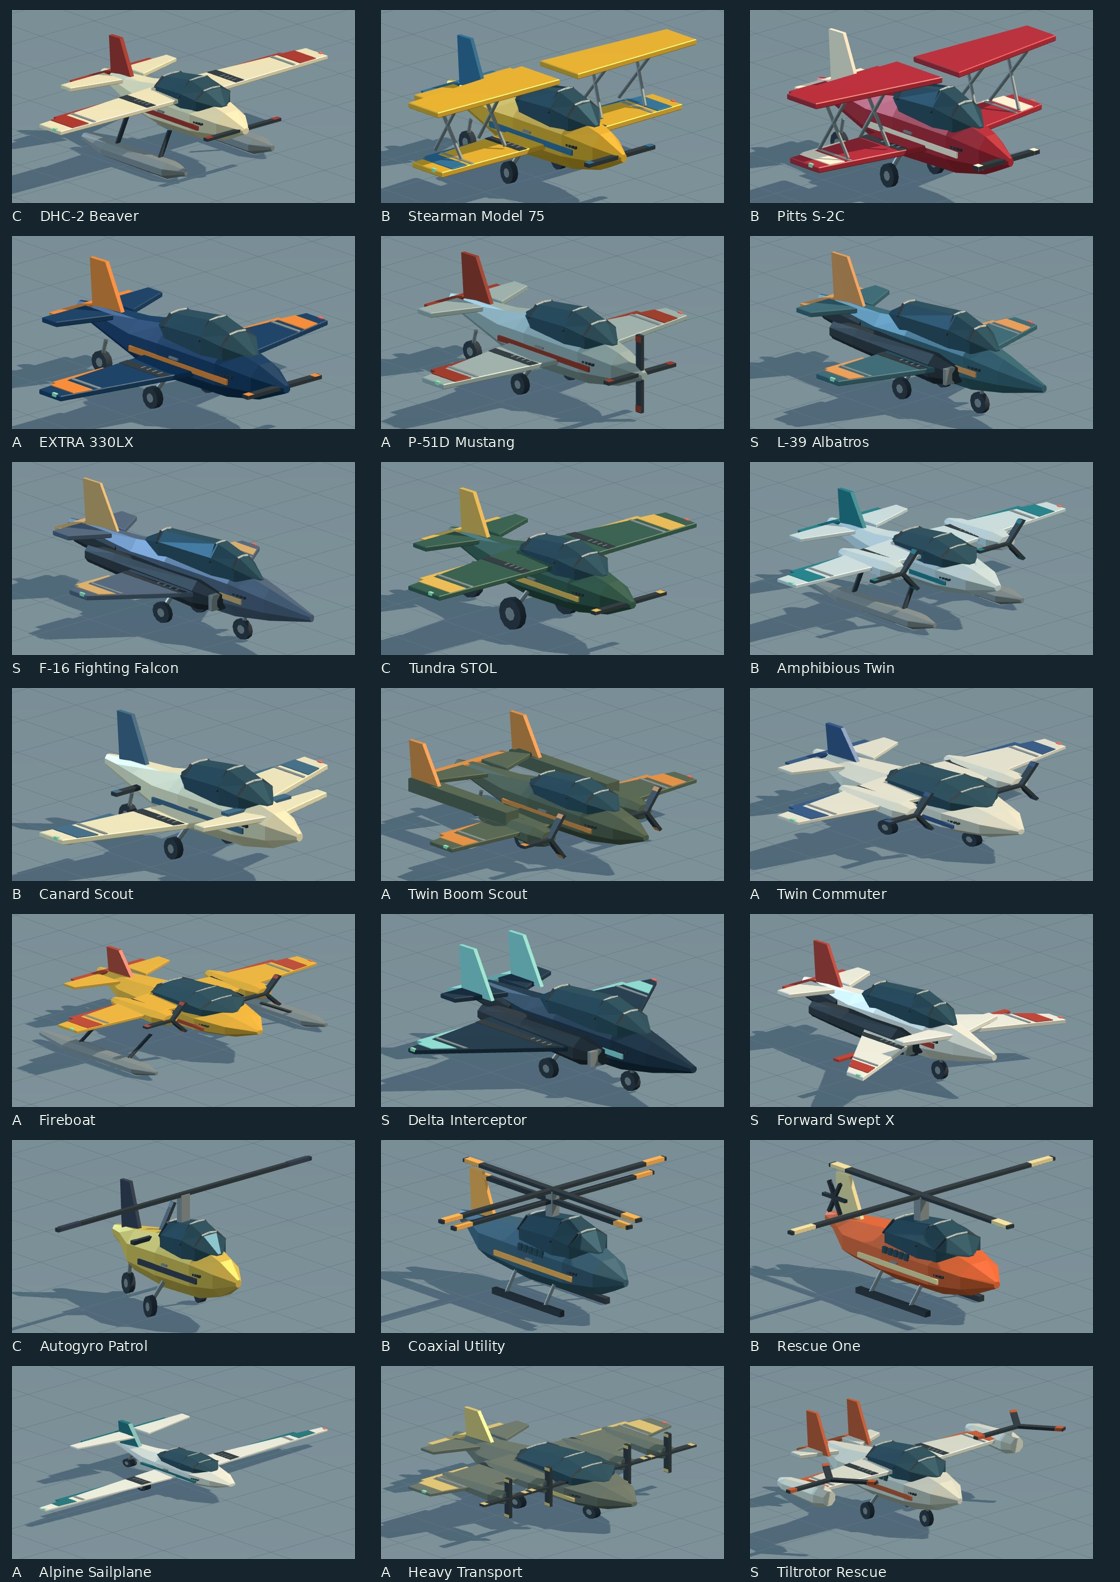 C DHC-2 Beaver
B Stearman Model 75
B Pitts S-2C
A EXTRA 330LX
A P-51D Mustang
S L-39 Albatros
S F-16 Fighting Falcon
C Tundra STOL
B Amphibious Twin
B Canard Scout
A Twin Boom Scout
A Twin Commuter
A Fireboat
S Delta Interceptor
S Forward Swept X
C Autogyro Patrol
B Coaxial Utility
B Rescue One
A Alpine Sailplane
A Heavy Transport
S Tiltrotor Rescue